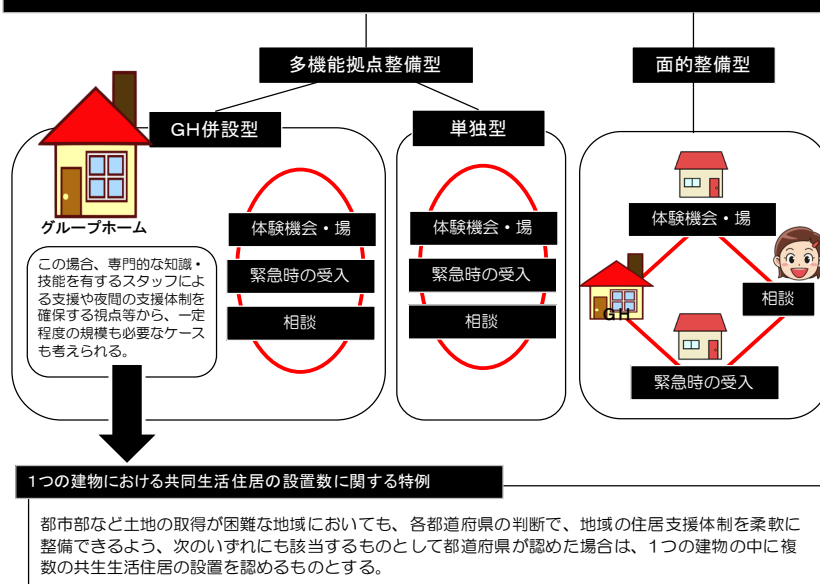 多機能拠点整備型
面的整備型
GH併設型
単独型
グループホーム
この場合、専門的な知識・
技能を有するスタッフによ
る支援や夜間の支援体制を
確保する視点等から、一定
程度の規模も必要なケース
も考えられる。
体験機会・場
緊急時の受入
相談
体験機会・場
緊急時の受入
相談
体験機会・場
相談
GH
緊急時の受入
1つの建物における共同生活住居の設置数に関する特例
都市部など土地の取得が困難な地域においても、各都道府県の判断で、地域の住居支援体制を柔軟に
整備できるよう、次のいずれにも該当するものとして都道府県が認めた場合は、1つの建物の中に複
数の共生生活住居の設置を認めるものとする。